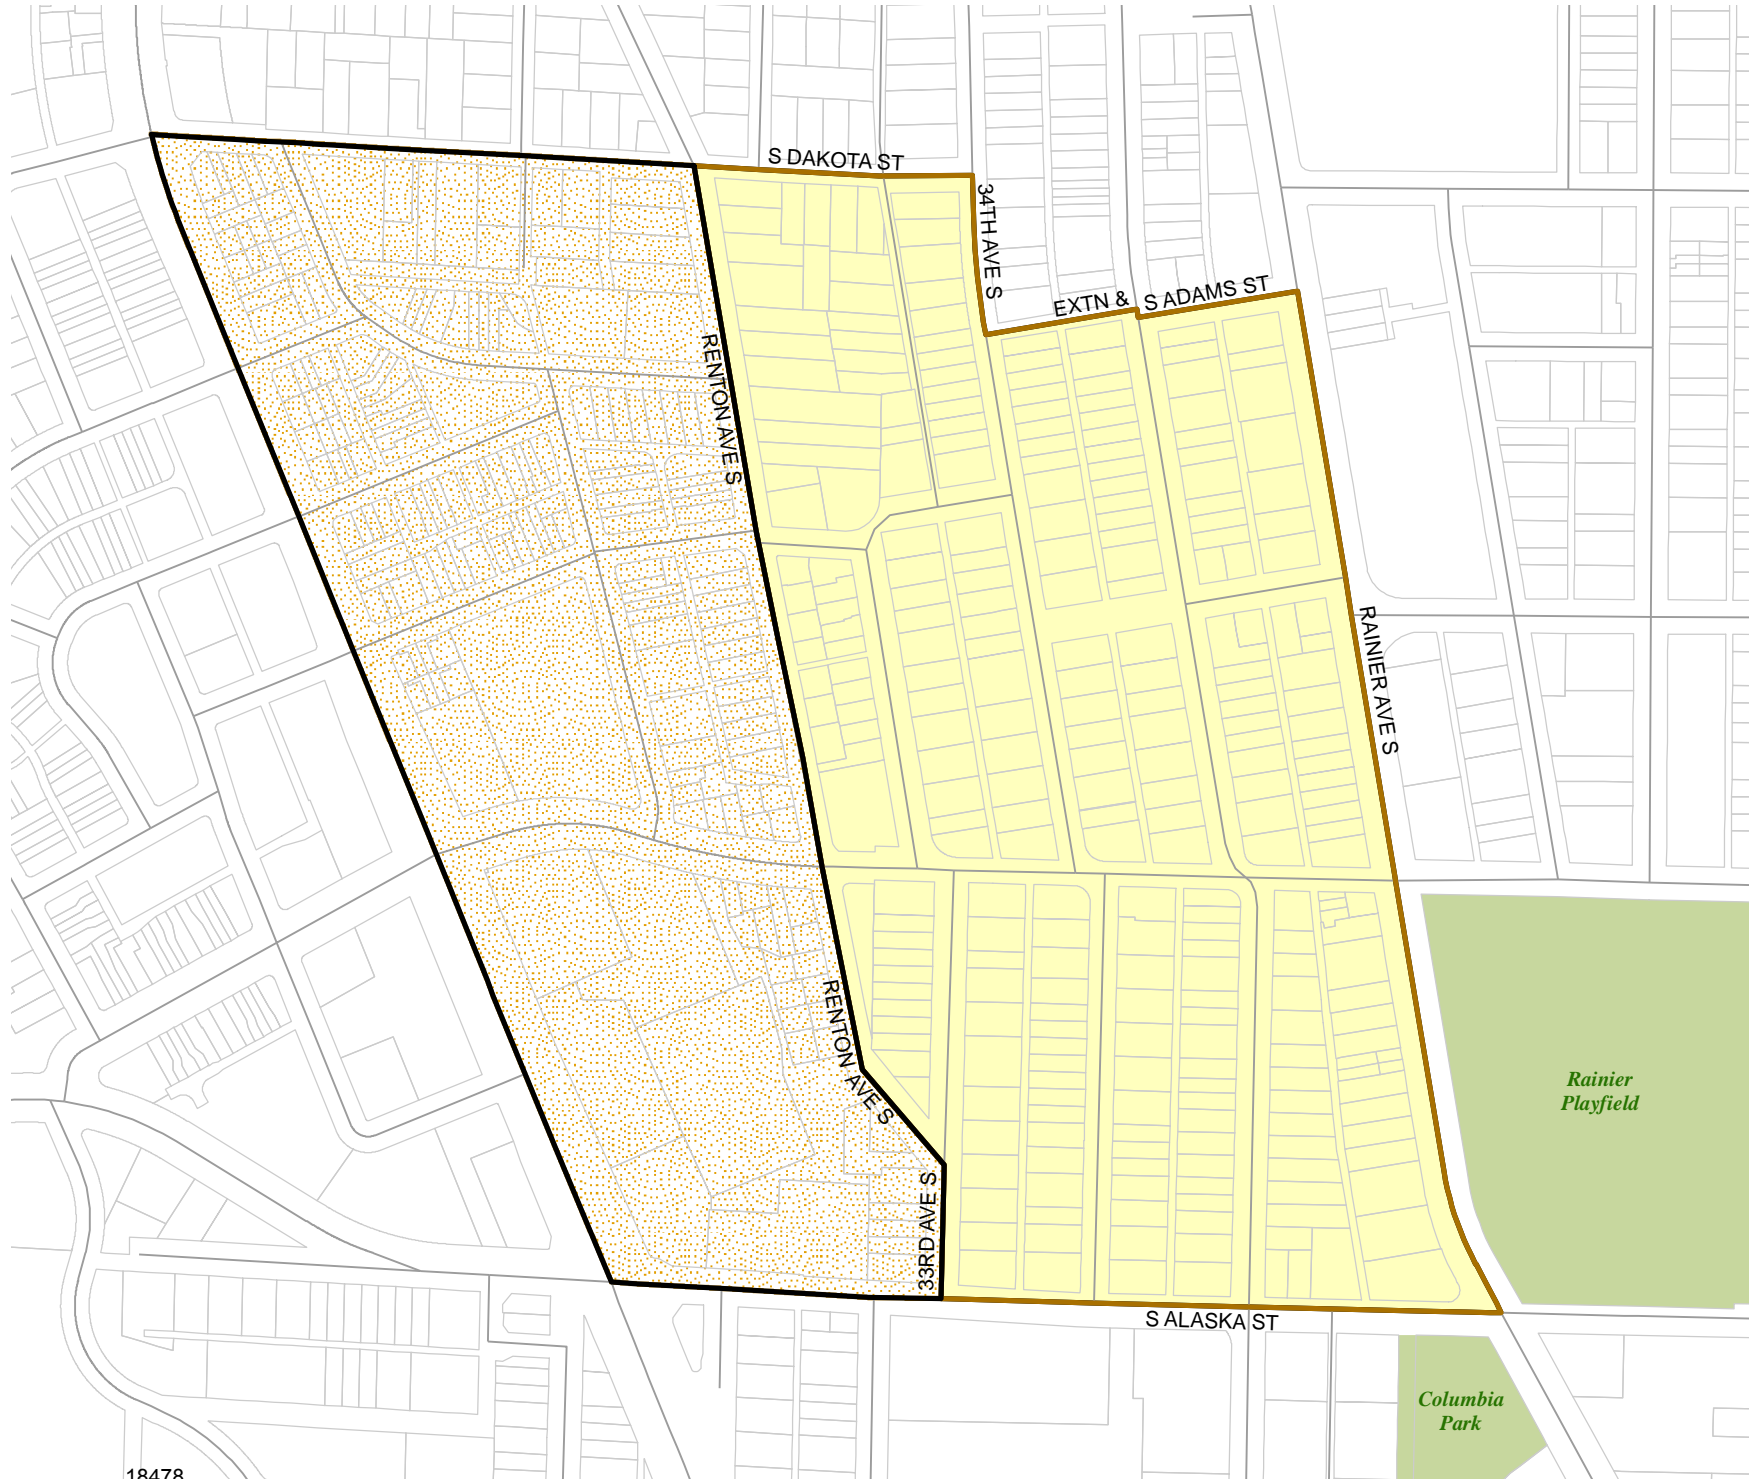 S DAKOTA ST
34TH AVE S
EXTN &
S ADAMS ST
RENTON AVE S
RAINIER AVE S
RENTON AVE S
33RD AVE S
S ALASKA ST
Rainier
Playfield
Columbia
Park
18478